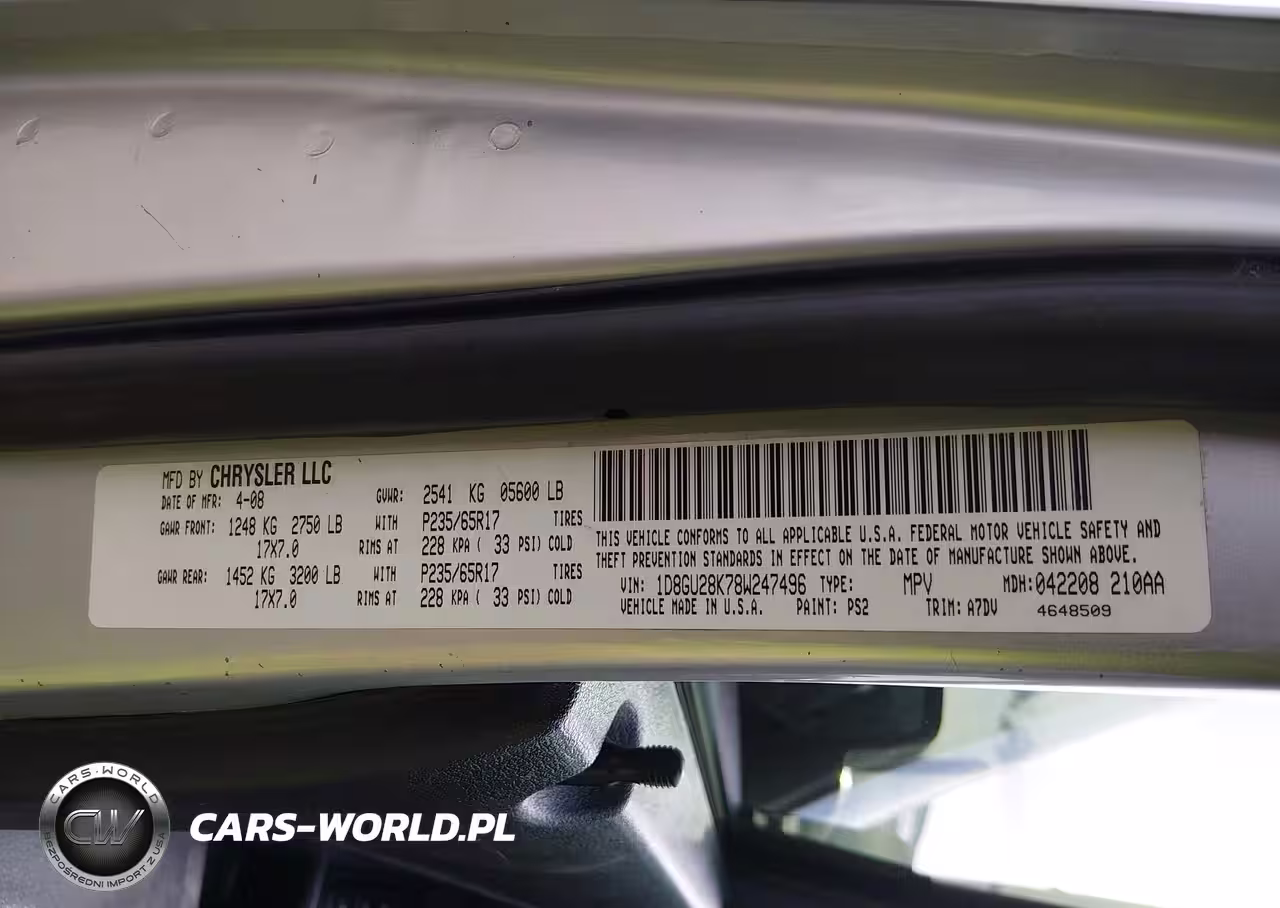 MFD BY CHRYSLER LLC
DATE OF MFR: 4-08 GVWR: 2541 KG 05600 LB
GAWR FRONT: 1248 KG 2750 LB WITH P235/65R17 TIRES
17X7.0 RIMS AT 228 KPA ( 33 PSI) COLD
GAWR REAR: 1452 KG 3200 LB WITH P235/65R17 TIRES
17X7.0 RIMS AT 228 KPA ( 33 PSI) COLD
THIS VEHICLE CONFORMS TO ALL APPLICABLE U.S.A. FEDERAL MOTOR VEHICLE SAFETY AND
THEFT PREVENTION STANDARDS IN EFFECT ON THE DATE OF MANUFACTURE SHOWN ABOVE.
VIN: 1D8GU28K78W247496 TYPE: MPV MDH: 042208 210AA
VEHICLE MADE IN U.S.A. PAINT: PS2 TRIM: A7DV 4648509
CARS-WORLD
CW
BEZPOŚREDNI IMPORT Z USA
CARS-WORLD.PL